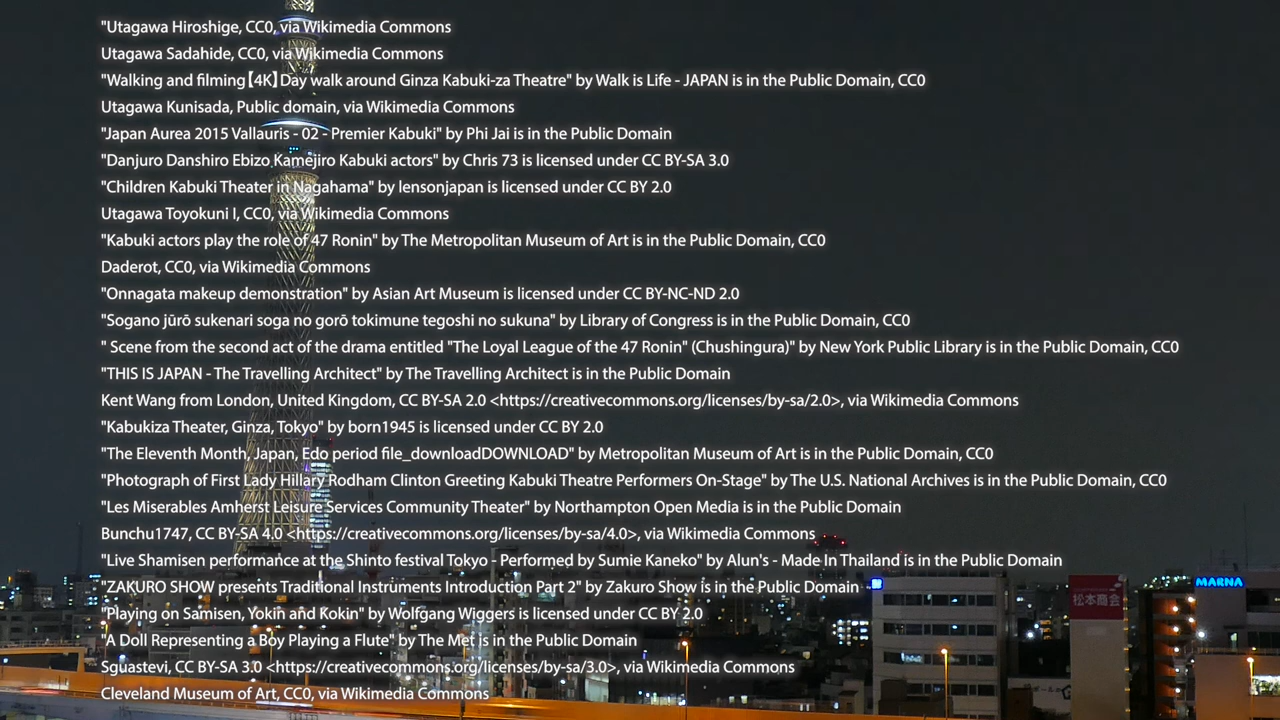 "Utagawa Hiroshige, CC0, via Wikimedia Commons
Utagawa Sadahide, CC0, via Wikimedia Commons
"Walking and filming【4K】Day walk around Ginza Kabuki-za Theatre" by Walk is Life - JAPAN is in the Public Domain, CC0
Utagawa Kunisada, Public domain, via Wikimedia Commons
"Japan Aurea 2015 Vallauris - 02 - Premier Kabuki" by Phi Jai is in the Public Domain
"Danjuro Danshiro Ebizo Kamejiro Kabuki actors" by Chris 73 is licensed under CC BY-SA 3.0
"Children Kabuki Theater in Nagahama" by lensonjapan is licensed under CC BY 2.0
Utagawa Toyokuni I, CC0, via Wikimedia Commons
"Kabuki actors play the role of 47 Ronin" by The Metropolitan Museum of Art is in the Public Domain, CC0
Daderot, CC0, via Wikimedia Commons
"Onnagata makeup demonstration" by Asian Art Museum is licensed under CC BY-NC-ND 2.0
"Sogano jūrō sukenari soga no gorō tokimune tegoshi no sukuna" by Library of Congress is in the Public Domain, CC0
" Scene from the second act of the drama entitled "The Loyal League of the 47 Ronin" (Chushingura)" by New York Public Library is in the Public Domain, CC0
"THIS IS JAPAN - The Travelling Architect" by The Travelling Architect is in the Public Domain
Kent Wang from London, United Kingdom, CC BY-SA 2.0 <https://creativecommons.org/licenses/by-sa/2.0>, via Wikimedia Commons
"Kabukiza Theater, Ginza, Tokyo" by born1945 is licensed under CC BY 2.0
"The Eleventh Month, Japan, Edo period file_downloadDOWNLOAD" by Metropolitan Museum of Art is in the Public Domain, CC0
"Photograph of First Lady Hillary Rodham Clinton Greeting Kabuki Theatre Performers On-Stage" by The U.S. National Archives is in the Public Domain, CC0
"Les Miserables Amherst Leisure Services Community Theater" by Northampton Open Media is in the Public Domain
Bunchu1747, CC BY-SA 4.0 <https://creativecommons.org/licenses/by-sa/4.0>, via Wikimedia Commons
"Live Shamisen performance at the Shinto festival Tokyo - Performed by Sumie Kaneko" by Alun's - Made In Thailand is in the Public Domain
"ZAKURO SHOW presents Traditional Instruments Introduction Part 2" by Zakuro Show is in the Public Domain
MARNA
松本商会
"Playing on Samisen, Yokin and Kokin" by Wolfgang Wiggers is licensed under CC BY 2.0
"A Doll Representing a Boy Playing a Flute" by The Met is in the Public Domain
Sguastevi, CC BY-SA 3.0 <https://creativecommons.org/licenses/by-sa/3.0>, via Wikimedia Commons
Cleveland Museum of Art, CC0, via Wikimedia Commons